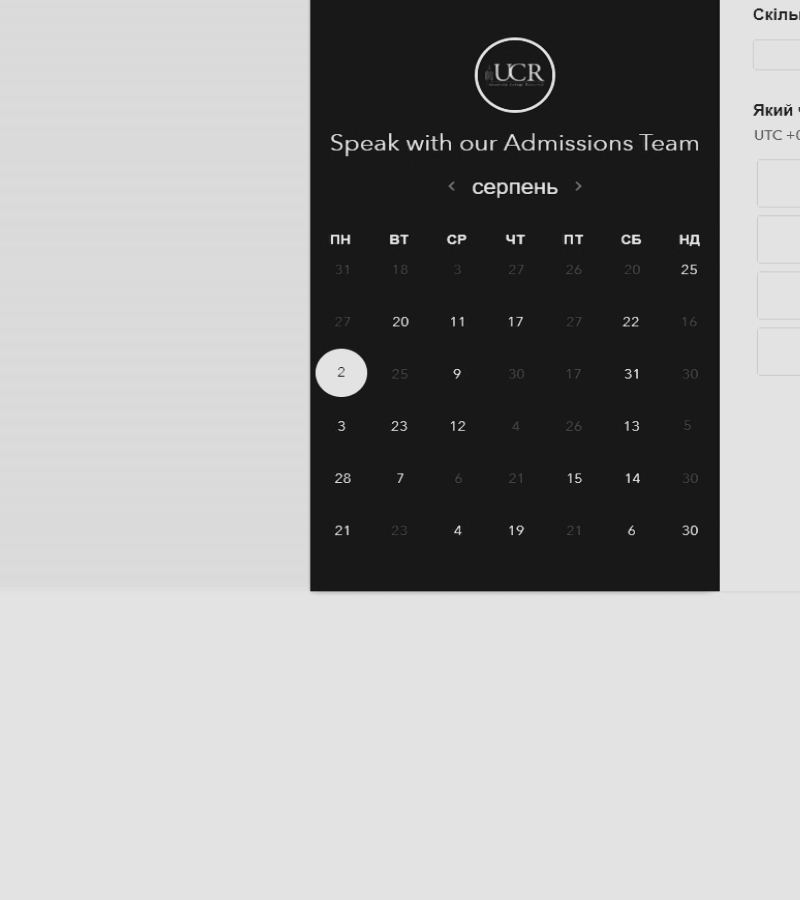 Скіль
UCR
Speak with our Admissions Team
Який ч
UTC +0
серпень
ПН ВТ СР ЧТ ПТ СБ НД
31 18 3 27 26 20 25
27 20 11 17 27 22 16
2 25 9 30 17 31 30
3 23 12 4 26 13 5
28 7 6 21 15 14 30
21 23 4 19 21 6 30